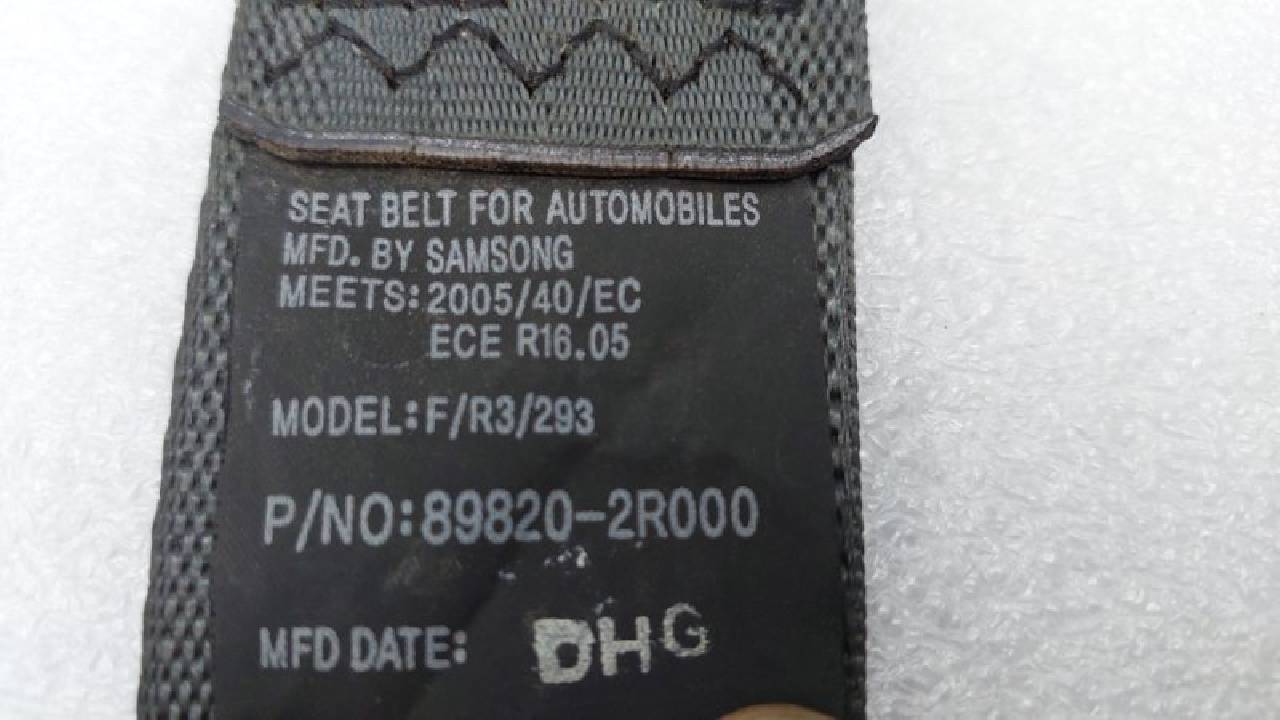 SEAT BELT FOR AUTOMOBILES
MFD. BY SAMSONG
MEETS: 2005/40/EC
ECE R16.05
MODEL: F/R3/293
P/NO: 89820-2R000
MFD DATE: DHG